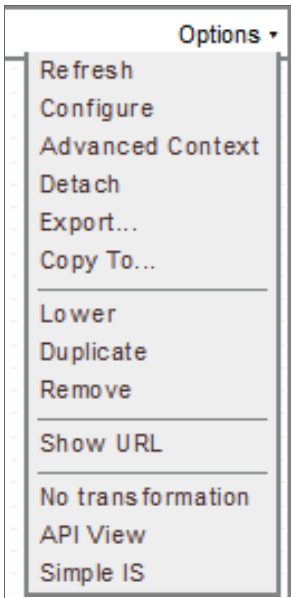 Options ▾
Refresh
Configure
Advanced Context
Detach
Export...
Copy To...
Lower
Duplicate
Remove
Show URL
No transformation
API View
Simple IS